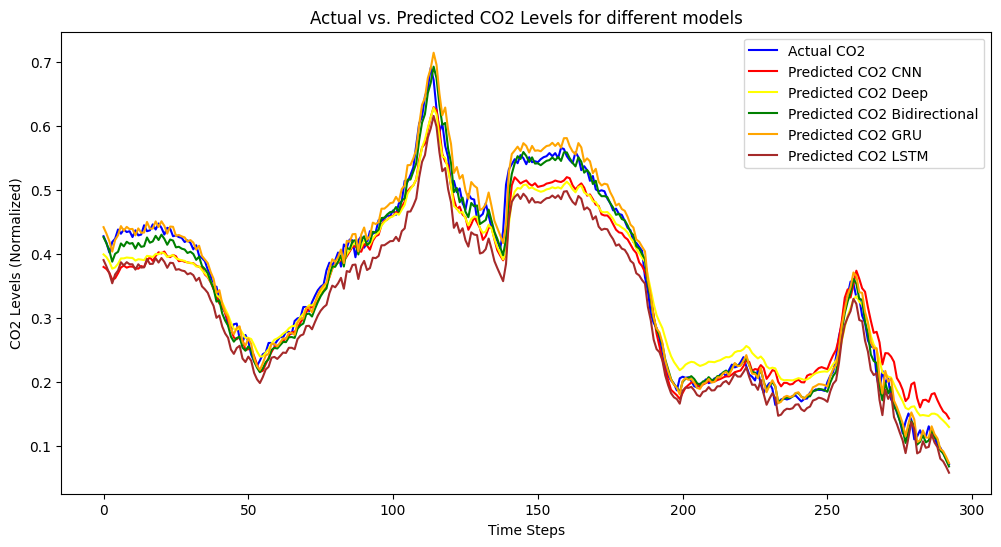 Actual vs. Predicted CO2 Levels for different models
Actual CO2
Predicted CO2 CNN
Predicted CO2 Deep
Predicted CO2 Bidirectional
Predicted CO2 GRU
Predicted CO2 LSTM
CO2 Levels (Normalized)
0.7
0.6
0.5
0.4
0.3
0.2
0.1
0 50 100 150 200 250 300
Time Steps